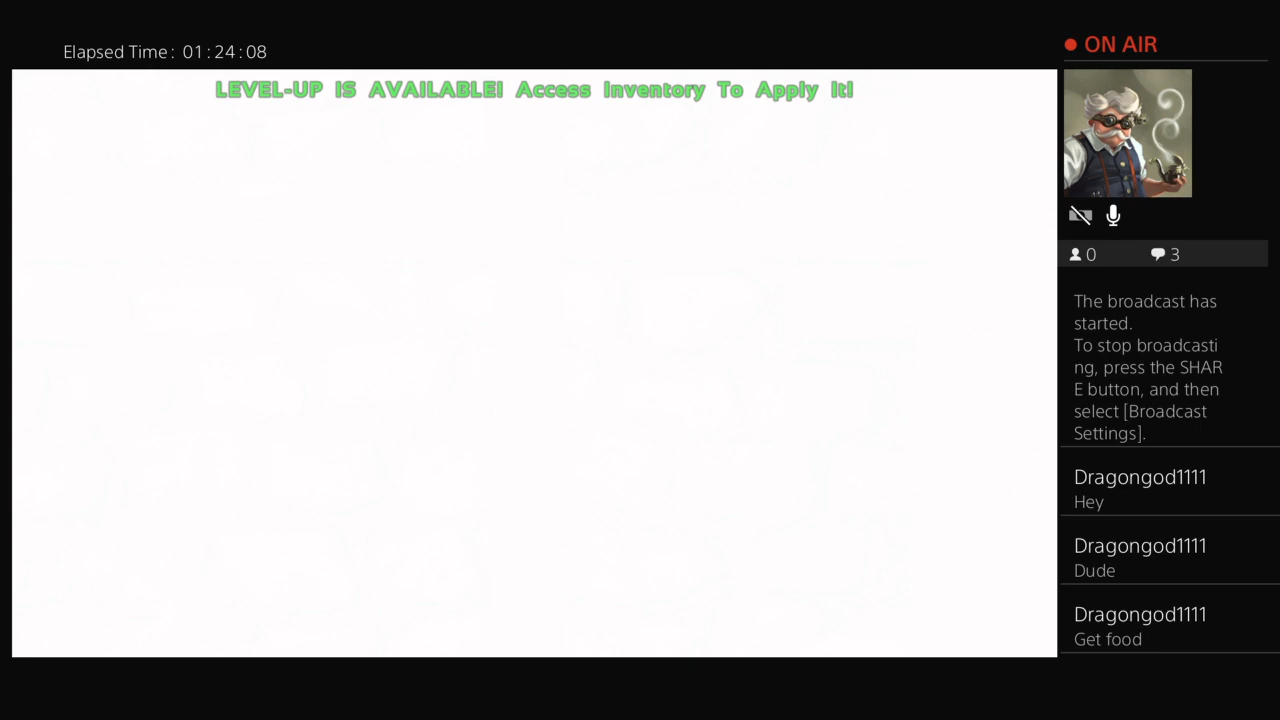 Elapsed Time: 01:24:08
ON AIR
LEVEL-UP IS AVAILABLE! Access Inventory To Apply It!
0 3
The broadcast has
started.
To stop broadcasti
ng, press the SHAR
E button, and then
select [Broadcast
Settings].
Dragongod1111
Hey
Dragongod1111
Dude
Dragongod1111
Get food